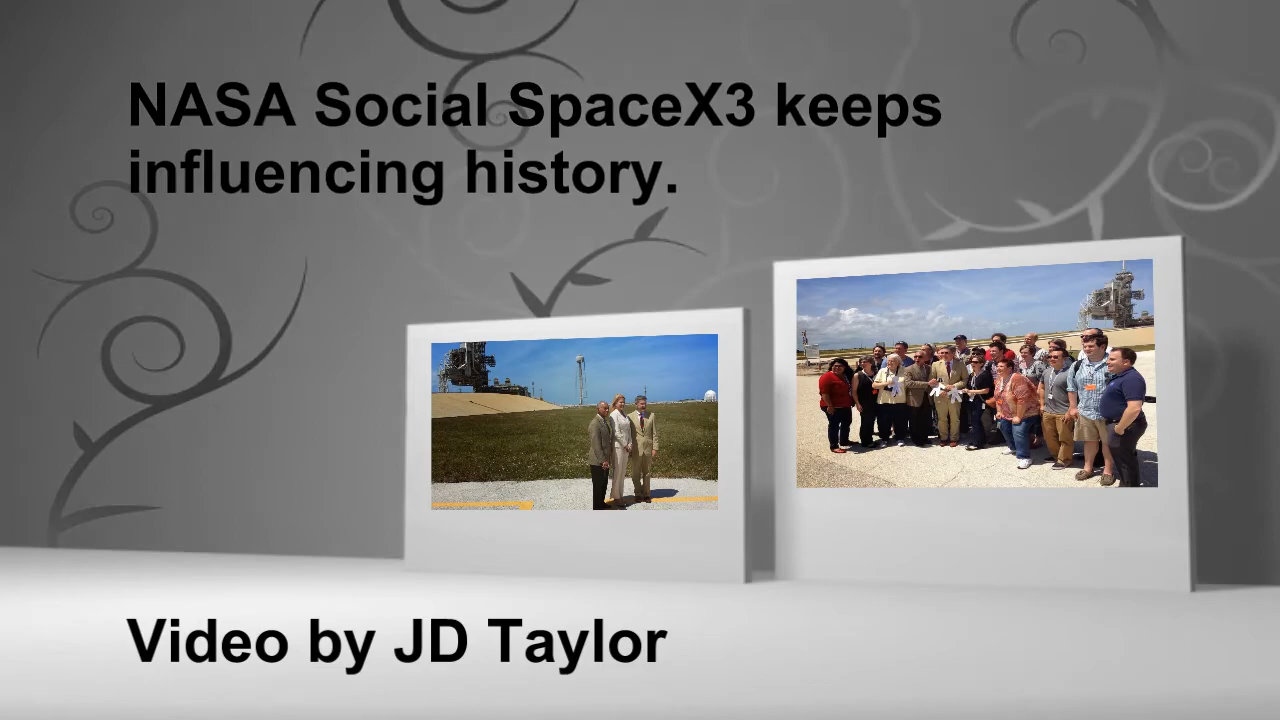 NASA Social SpaceX3 keeps
influencing history.
Video by JD Taylor